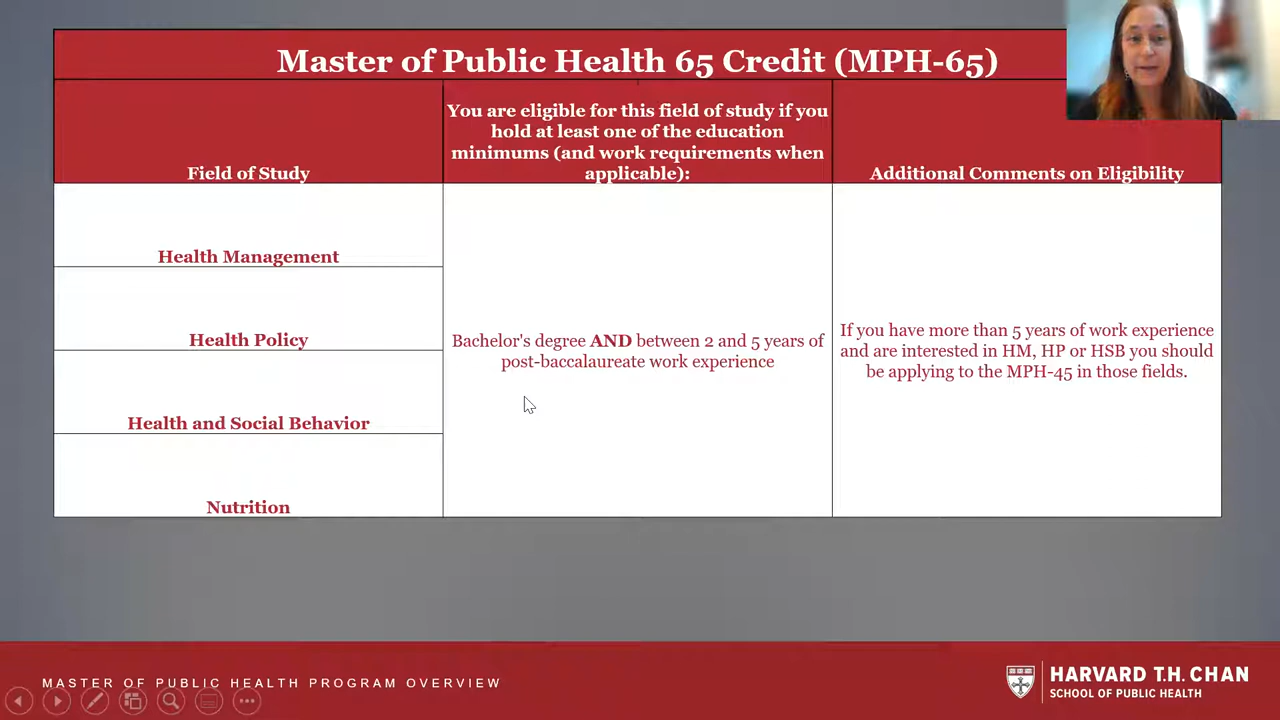 Master of Public Health 65 Credit (MPH-65)
Field of Study
You are eligible for this field of study if you
hold at least one of the education
minimums (and work requirements when
applicable):
Additional Comments on Eligibility
Health Management
Health Policy
Health and Social Behavior
Nutrition
Bachelor's degree AND between 2 and 5 years of
post-baccalaureate work experience
If you have more than 5 years of work experience
and are interested in HM, HP or HSB you should
be applying to the MPH-45 in those fields.
MASTER OF PUBLIC HEALTH PROGRAM OVERVIEW
HARVARD T.H. CHAN
SCHOOL OF PUBLIC HEALTH